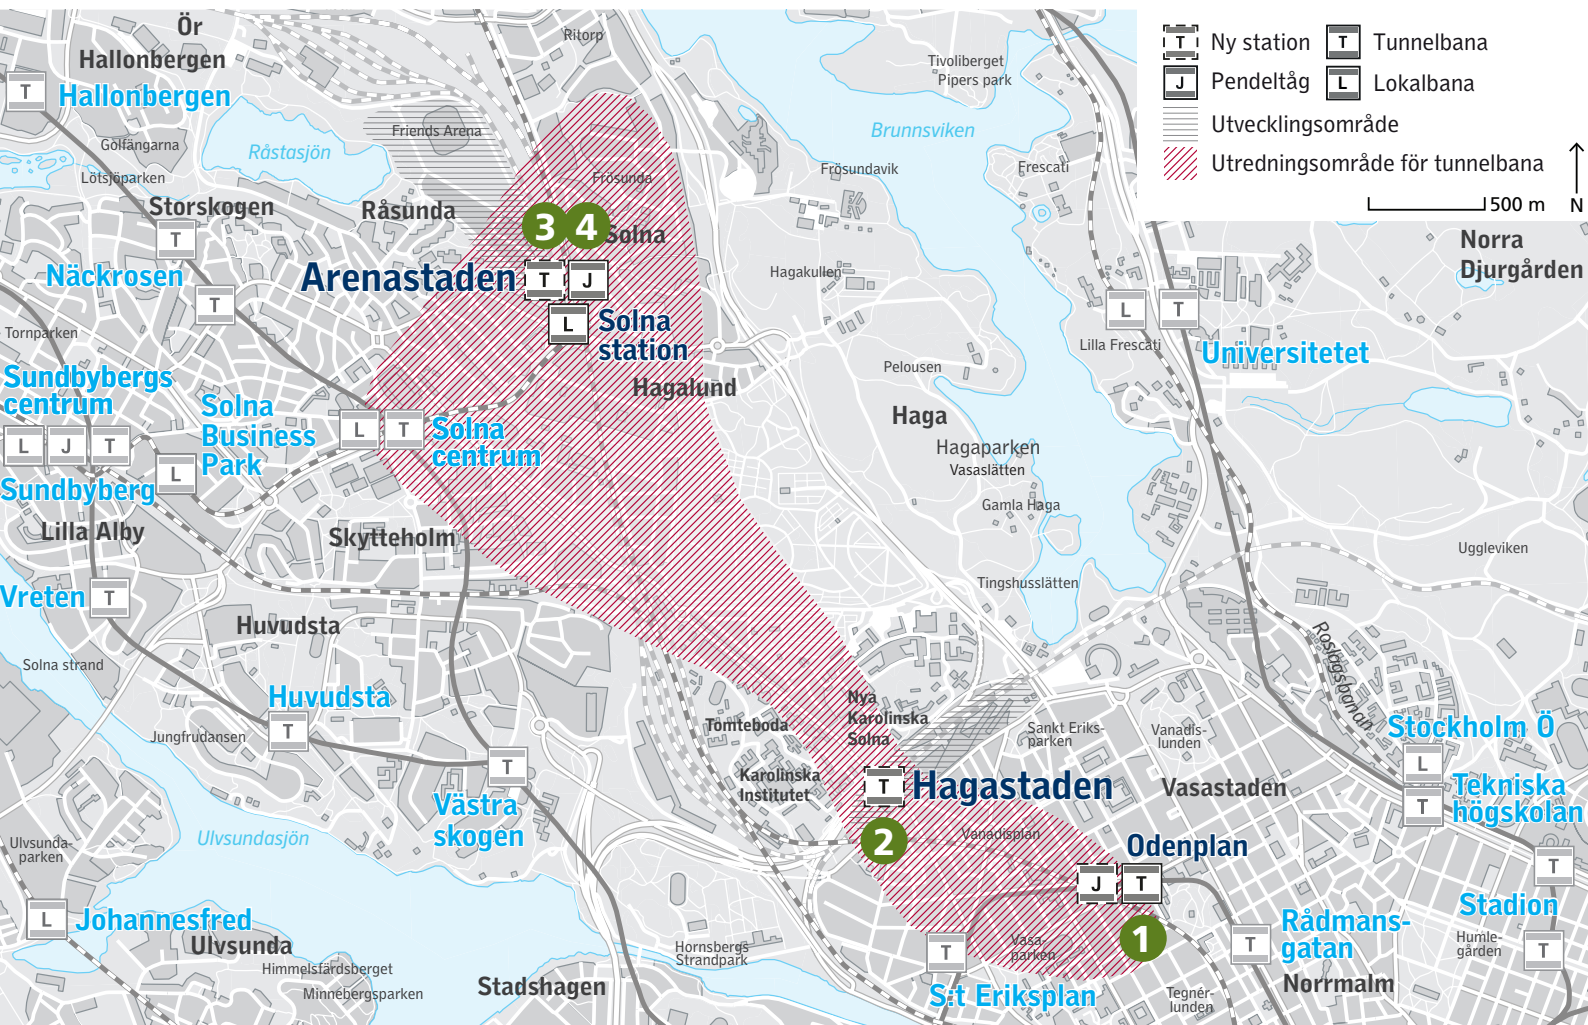 Ör
Hallonbergen
T
Hallonbergen
Golfängarna
Lötsjöparken
Råstasjön
Friends Arena
Ritorp
Frösunda
Storskogen
T
Råsunda
Näckrosen
T
Tornparken
3
4
Solna
Arenastaden
T
J
L
Solna
station
Hagalund
Sundbybergs
centrum
L
J
T
Sundbyberg
Solna
Business
Park
L
L
T
Solna
centrum
Lilla Alby
Skytteholm
Vreten
T
Huvudsta
Solna strand
Huvudsta
T
Jungfrudansen
T
Västra
skogen
Ulvsundasjön
Ulvsunda-
parken
L
Johannesfred
Ulvsunda
Himmelsfärdsberget
Minnebergsparken
Stadshagen
Hornsbergs
Strandpark
Tomteboda
Karolinska
Institutet
Nya
Karolinska
Solna
T
Hagastaden
2
Vanadisplan
Odenplan
J
T
1
Vasa-
parken
T
S:t Eriksplan
Tegnér-
lunden
T
Rådmans-
gatan
Norrmalm
Humle-
gården
Stadion
T
T
Vasastaden
Sankt Eriks-
parken
Vanadis-
lunden
Roslagsbanan
Stockholm Ö
L
T
Tekniska
högskolan
Tivoliberget
Pipers park
Brunnsviken
Frösundavik
Frescati
Hagakullen
Pelousen
Haga
Hagaparken
Vasaslätten
Gamla Haga
Tingshusslätten
L
T
Lilla Frescati
Universitetet
Uggleviken
Norra
Djurgården
T
Ny station
T
Tunnelbana
J
Pendeltåg
L
Lokalbana
Utvecklingsområde
Utredningsområde för tunnelbana
500 m
N